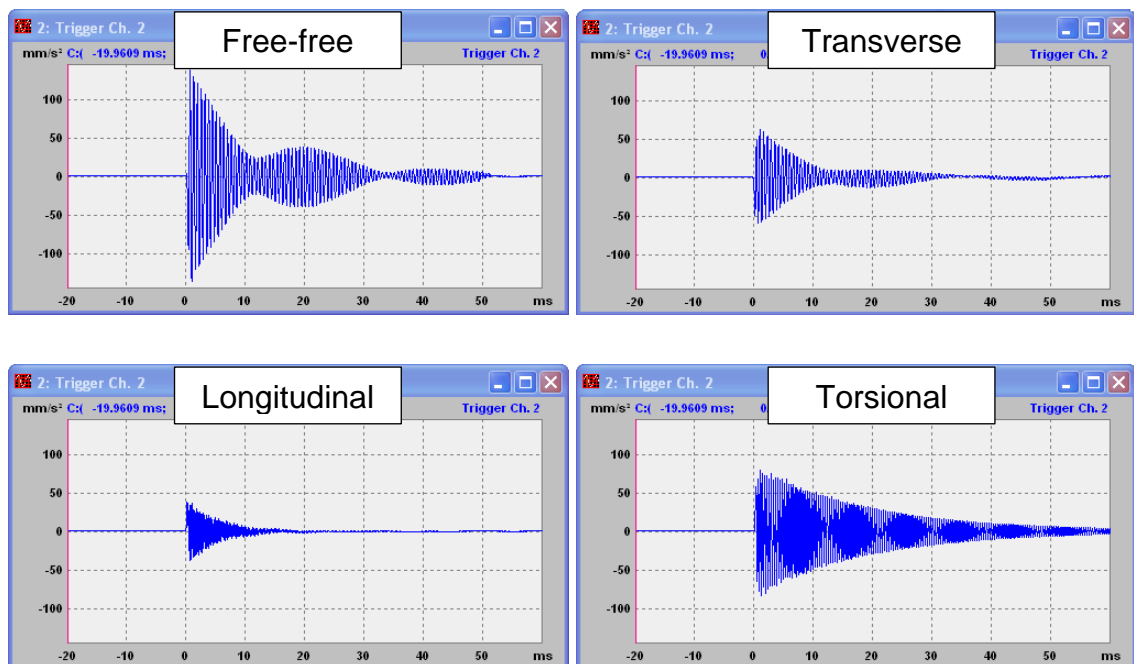 2: Trigger Ch. 2
Free-free
mm/s² C:( -19.9609 ms;
Trigger Ch. 2
100
50
0
-50
-100
-20 -10 0 10 20 30 40 50 ms
2: Trigger Ch. 2
Transverse
mm/s² C:( -19.9609 ms; 0
Trigger Ch. 2
100
50
0
-50
-100
-20 -10 0 10 20 30 40 50 ms
2: Trigger Ch. 2
Longitudinal
mm/s² C:( -19.9609 ms;
Trigger Ch. 2
100
50
0
-50
-100
-20 -10 0 10 20 30 40 50 ms
2: Trigger Ch. 2
Torsional
mm/s² C:( -19.9609 ms; 0
Trigger Ch. 2
100
50
0
-50
-100
-20 -10 0 10 20 30 40 50 ms